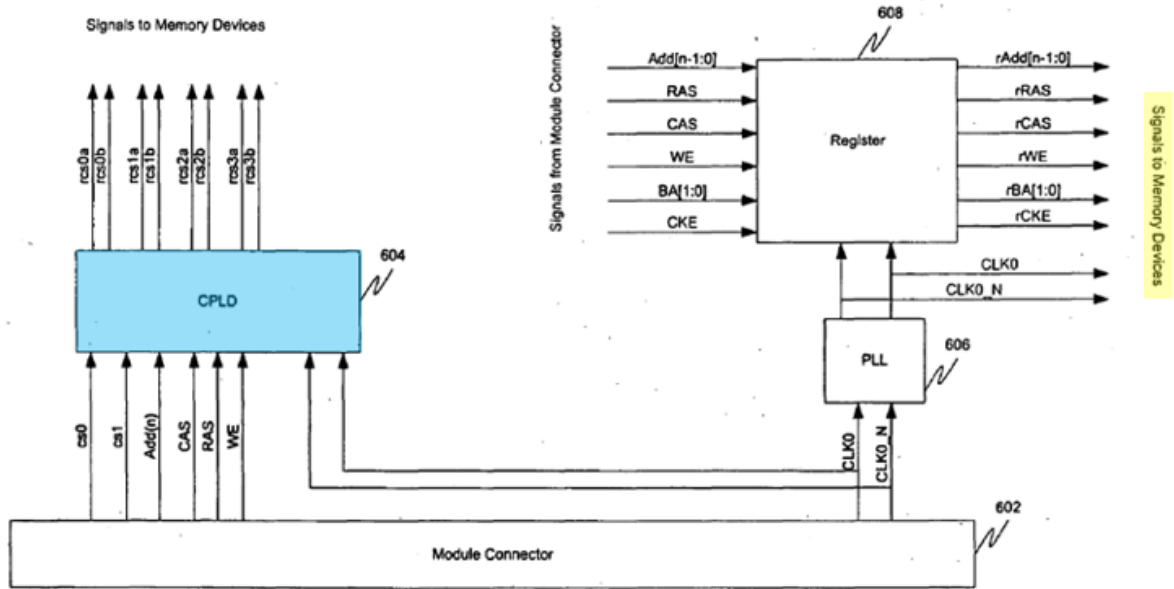 608
Signals to Memory Devices
Add[n-1:0]
rAdd[n-1:0]
RAS
rRAS
CAS
rCAS
Register
WE
rWE
BA[1:0]
rBA[1:0]
CKE
rCKE
Signals from Module Connector
Signals to Memory Devices
rcs0a
rcs0b
rcs1a
rcs1b
rcs2a
rcs2b
rcs3a
rcs3b
604
CPLD
CLK0
CLK0_N
PLL
606
cs0
cs1
Add(n)
CAS
RAS
WE
CLK0
CLK0_N
602
Module Connector